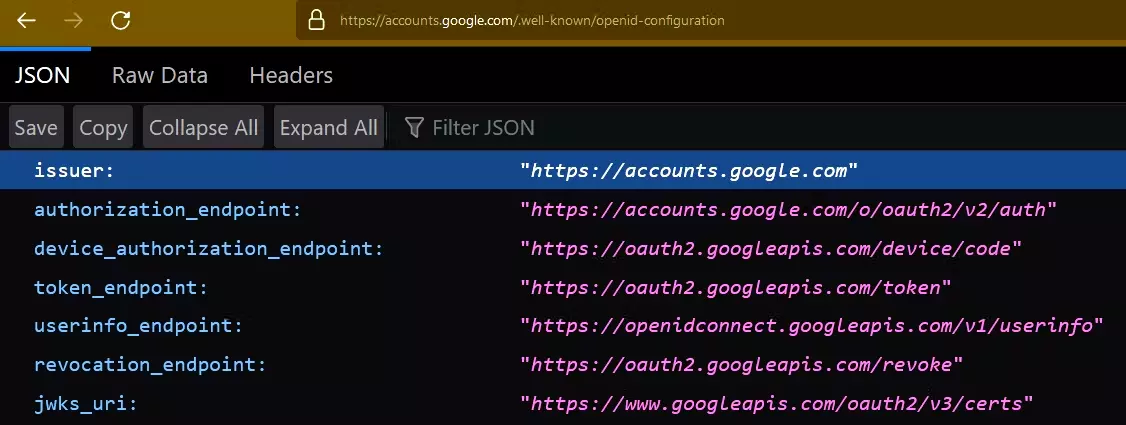 https://accounts.google.com/.well-known/openid-configuration
JSON Raw Data Headers
Save Copy Collapse All Expand All Filter JSON
issuer: "https://accounts.google.com"
authorization_endpoint: "https://accounts.google.com/o/oauth2/v2/auth"
device_authorization_endpoint: "https://oauth2.googleapis.com/device/code"
token_endpoint: "https://oauth2.googleapis.com/token"
userinfo_endpoint: "https://openidconnect.googleapis.com/v1/userinfo"
revocation_endpoint: "https://oauth2.googleapis.com/revoke"
jwks_uri: "https://www.googleapis.com/oauth2/v3/certs"